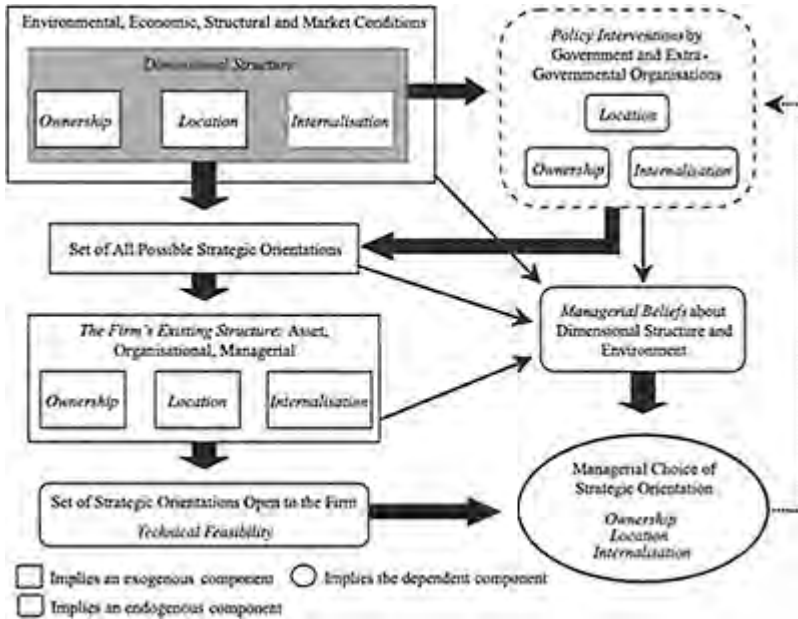 Environmental, Economic, Structural and Market Conditions
Dimensional Structure
Ownership
Location
Internalisation
Policy Interventions by
Government and Extra-
Governmental Organisations
Location
Ownership
Internalisation
Set of All Possible Strategic Orientations
Managerial Beliefs about
Dimensional Structure and
Environment
The Firm's Existing Structure: Asset,
Organisational, Managerial
Ownership
Location
Internalisation
Set of Strategic Orientations Open to the Firm
Technical Feasibility
Managerial Choice of
Strategic Orientation
Ownership
Location
Internalisation
Implies an exogenous component
Implies the dependent component
Implies an endogenous component